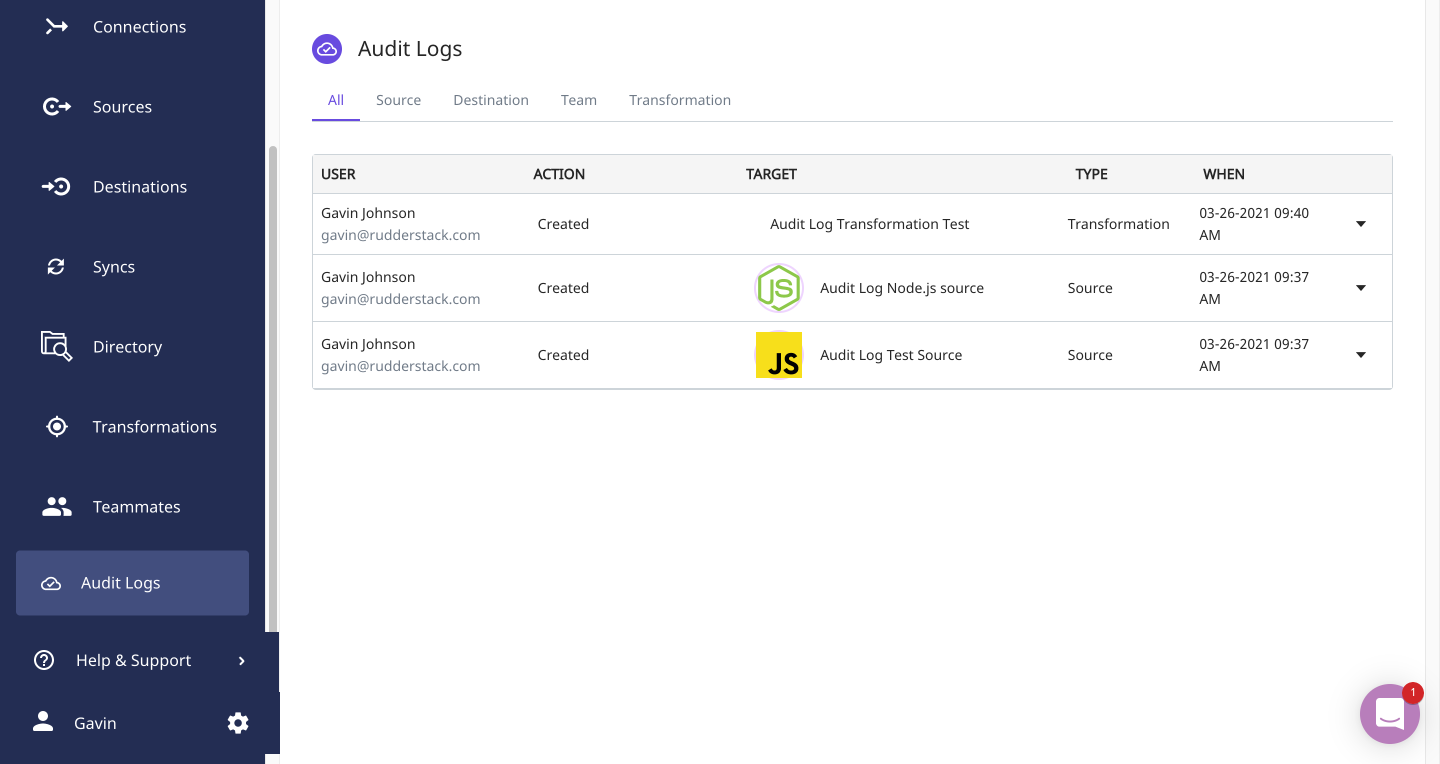 Connections
Sources
Destinations
Syncs
Directory
Transformations
Teammates
Audit Logs
Help & Support
Gavin
Audit Logs
All Source Destination Team Transformation
USER ACTION TARGET TYPE WHEN
Gavin Johnson
gavin@rudderstack.com
Created
Audit Log Transformation Test
Transformation
03-26-2021 09:40
AM
Gavin Johnson
gavin@rudderstack.com
Created
JS
Audit Log Node.js source
Source
03-26-2021 09:37
AM
Gavin Johnson
gavin@rudderstack.com
Created
JS
Audit Log Test Source
Source
03-26-2021 09:37
AM
1